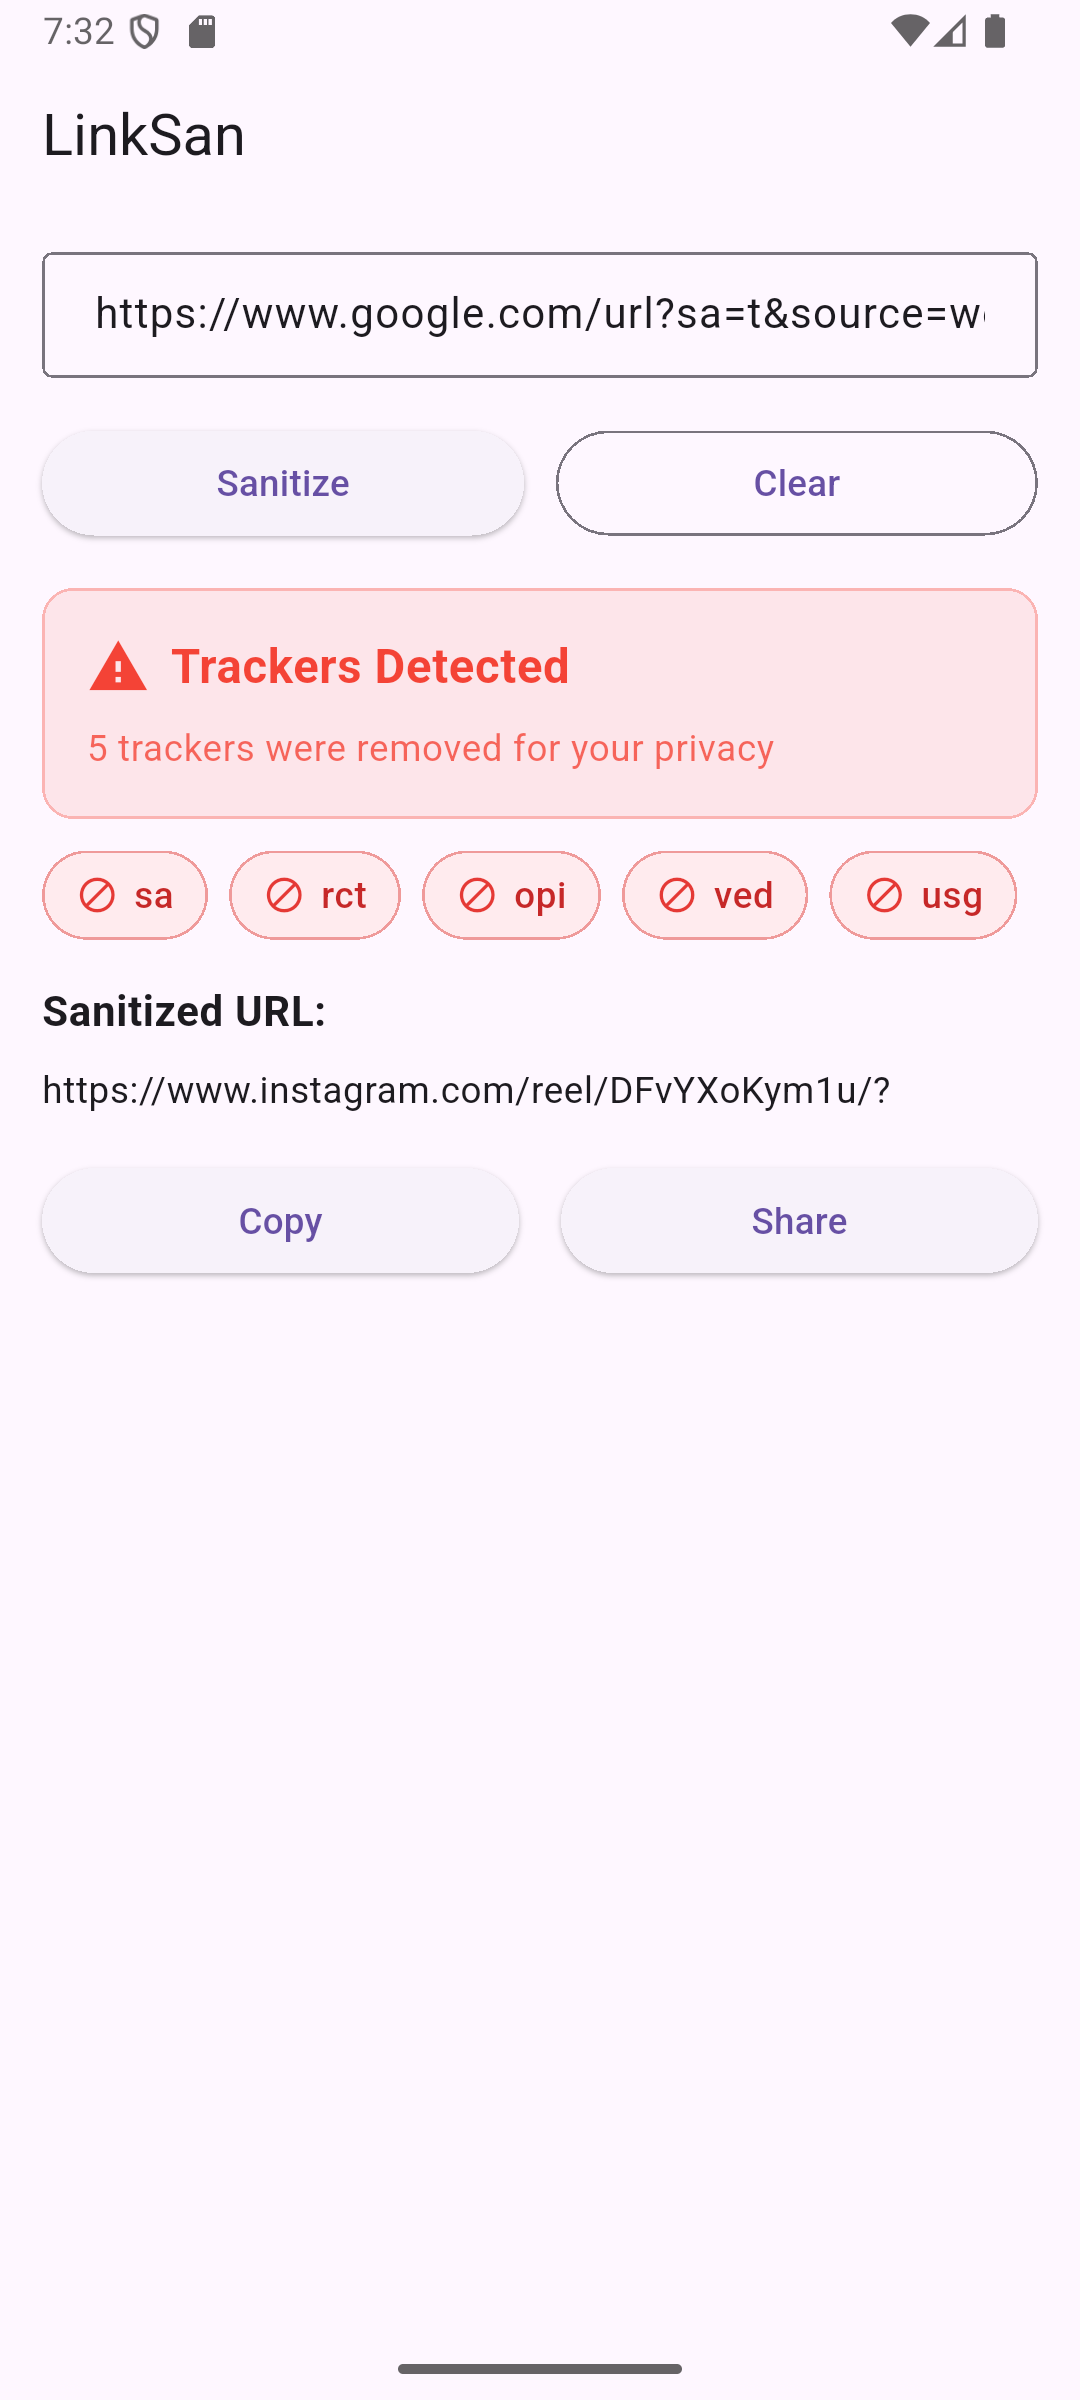 7:32
LinkSan
https://www.google.com/url?sa=t&source=w
Sanitize Clear
Trackers Detected
5 trackers were removed for your privacy
sa rct opi ved usg
Sanitized URL:
https://www.instagram.com/reel/DFvYXoKym1u/?
Copy Share